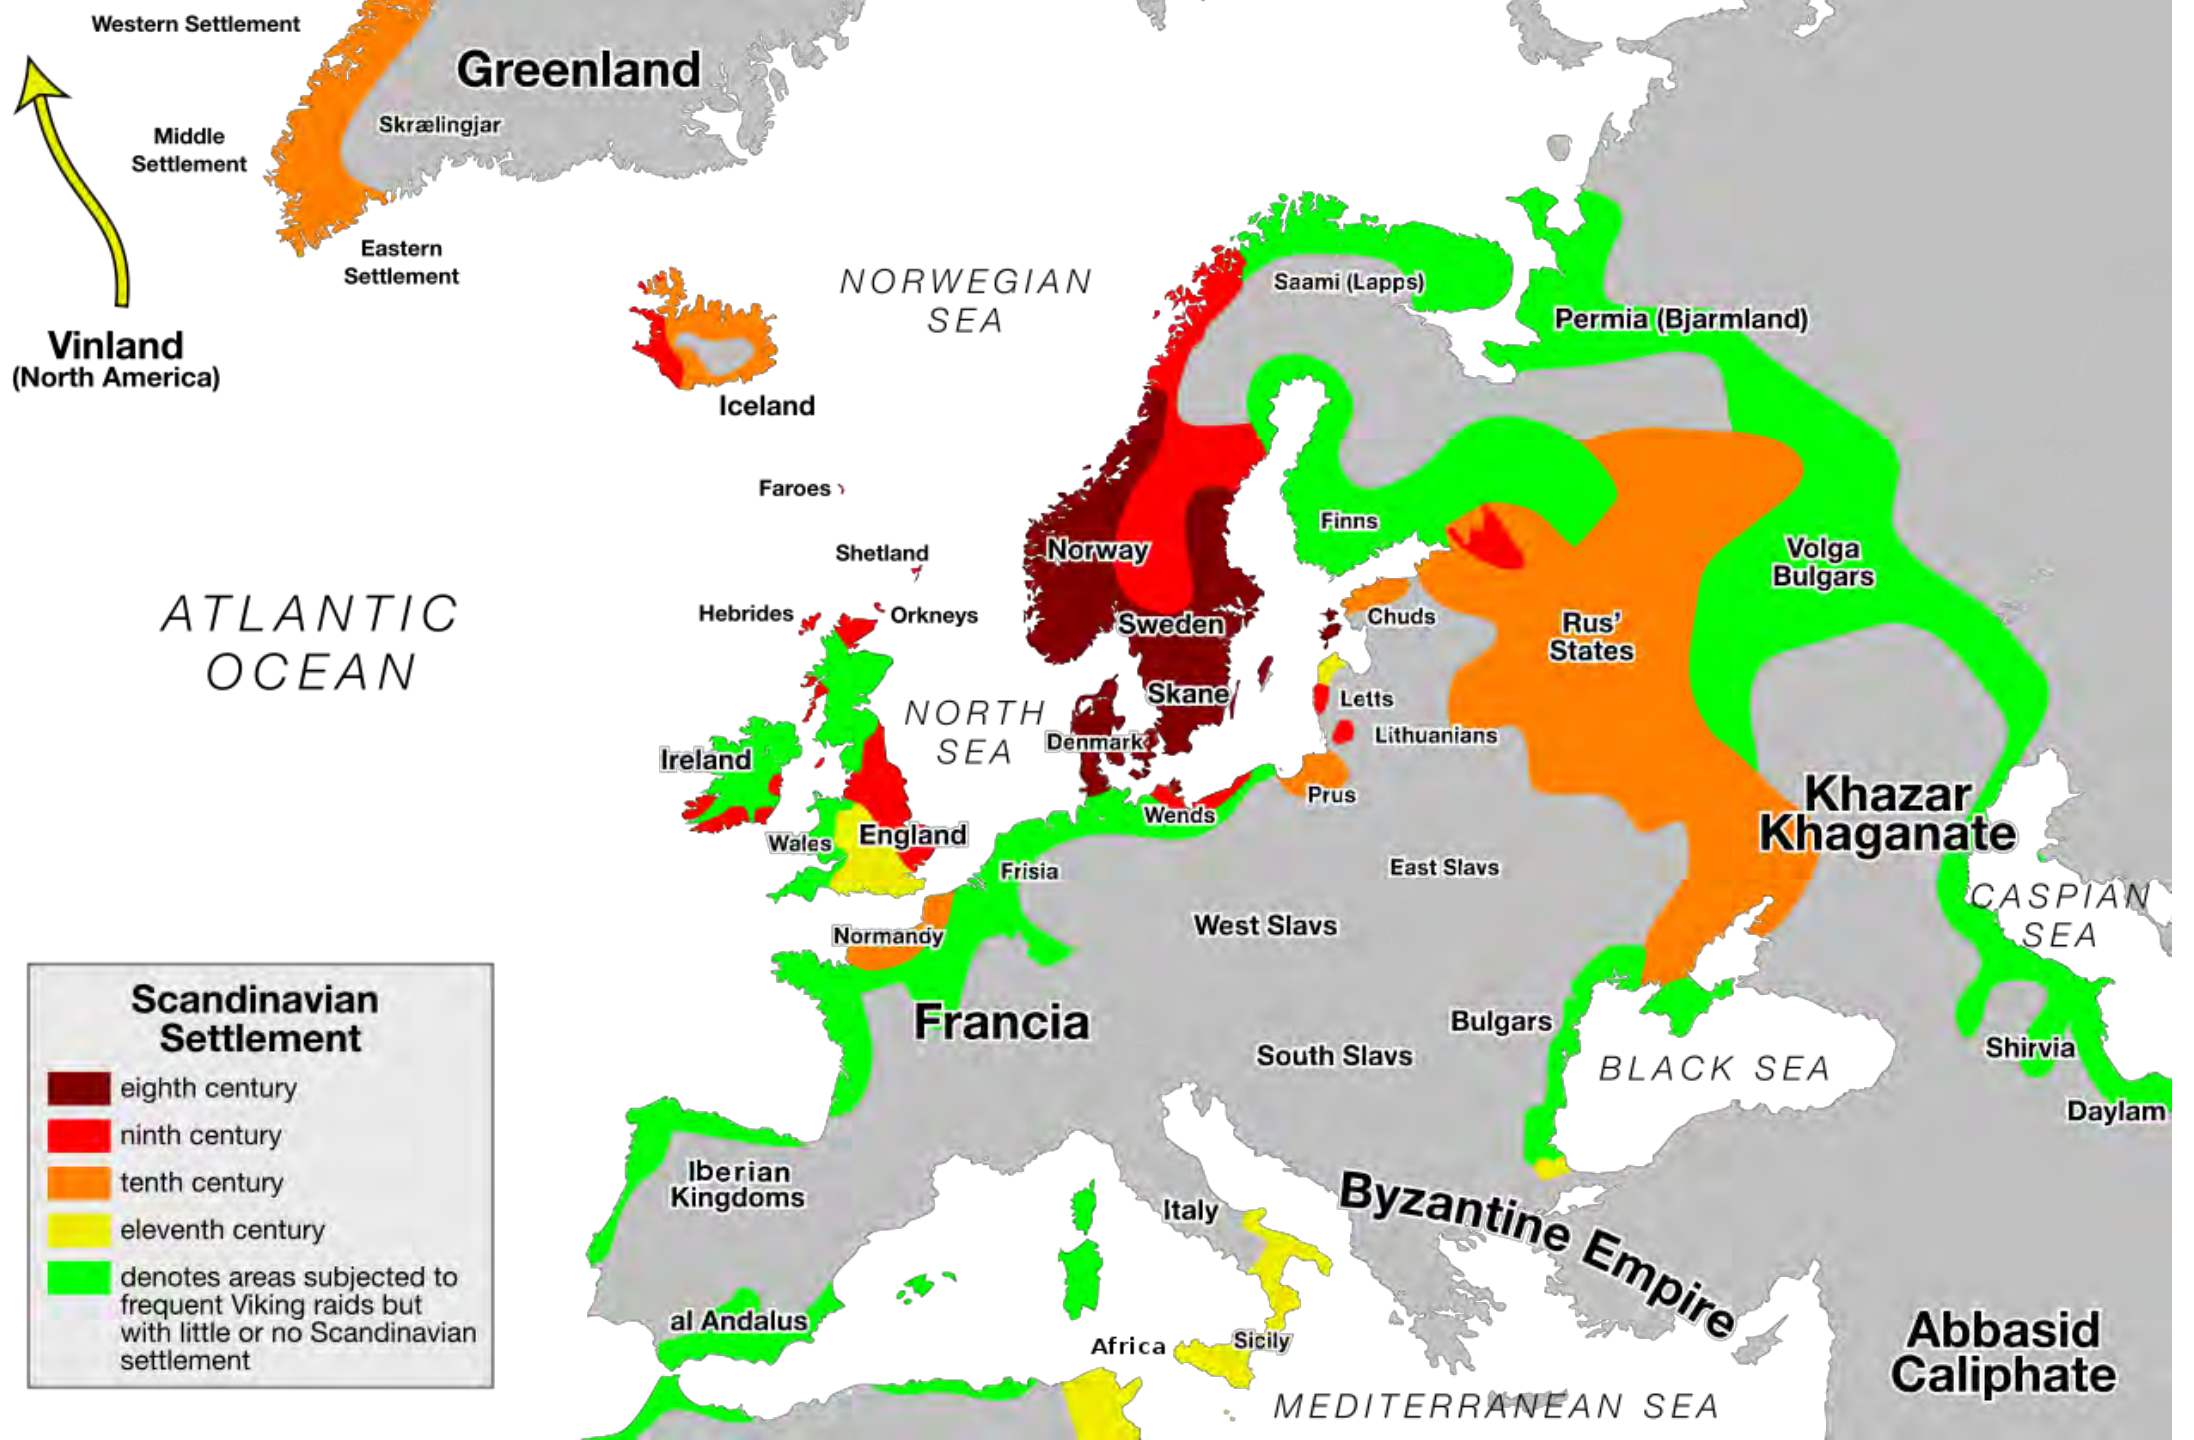 Western Settlement
Greenland
Skrælingjar
Middle
Settlement
Eastern
Settlement
Vinland
(North America)
Iceland
NORWEGIAN
SEA
Saami (Lapps)
Permia (Bjarmland)
Faroes
Shetland
Hebrides
Orkneys
ATLANTIC
OCEAN
Norway
Sweden
Skane
Denmark
Finns
Chuds
Rus’
States
Volga
Bulgars
NORTH
SEA
Letts
Lithuanians
Prus
Wends
Ireland
Wales
England
Frisia
Normandy
East Slavs
West Slavs
Khazar
Khaganate
CASPIAN
SEA
Francia
Bulgars
South Slavs
BLACK SEA
Shirvia
Daylam
Iberian
Kingdoms
al Andalus
Italy
Byzantine Empire
Africa
Sicily
MEDITERRANEAN SEA
Abbasid
Caliphate
Scandinavian
Settlement
eighth century
ninth century
tenth century
eleventh century
denotes areas subjected to
frequent Viking raids but
with little or no Scandinavian
settlement